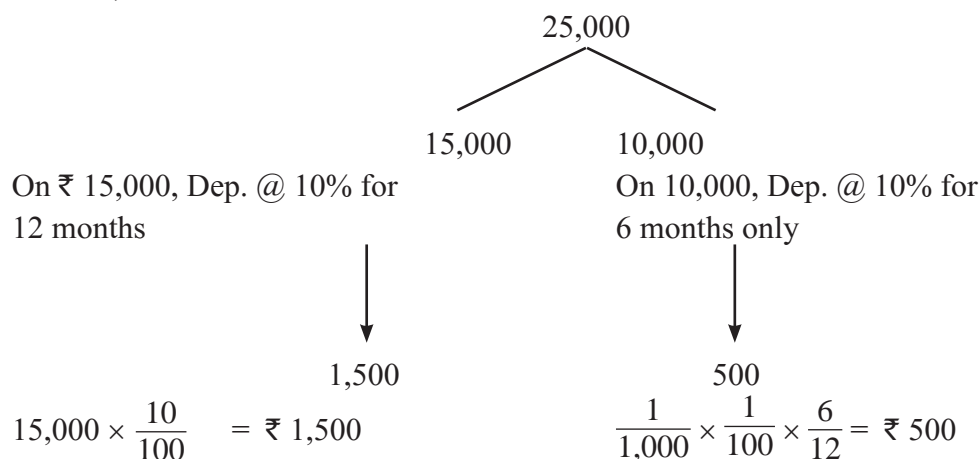 25,000
15,000 10,000
On ₹ 15,000, Dep. @ 10% for
12 months
On 10,000, Dep. @ 10% for
6 months only
1,500
15,000 × 10/100 = ₹ 1,500
500
1/1,000 × 1/100 × 6/12 = ₹ 500